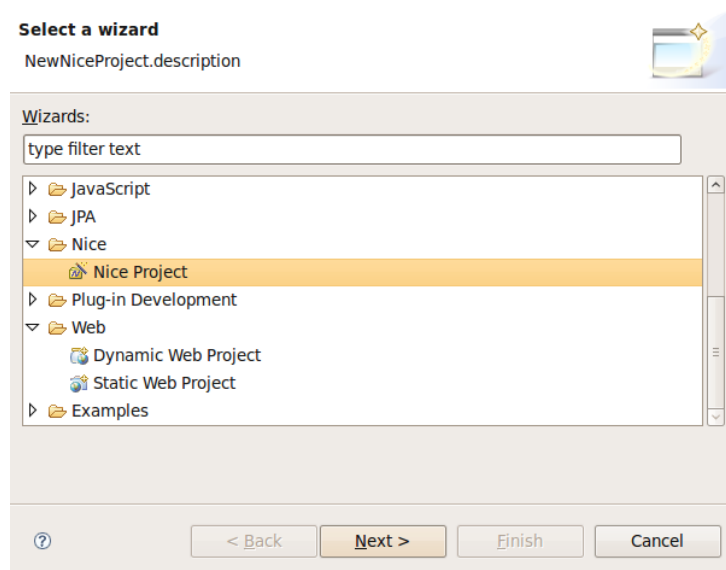 Select a wizard
NewNiceProject.description
Wizards:
type filter text
JavaScript
JPA
Nice
Nice Project
Plug-in Development
Web
Dynamic Web Project
Static Web Project
Examples
? < Back Next > Finish Cancel